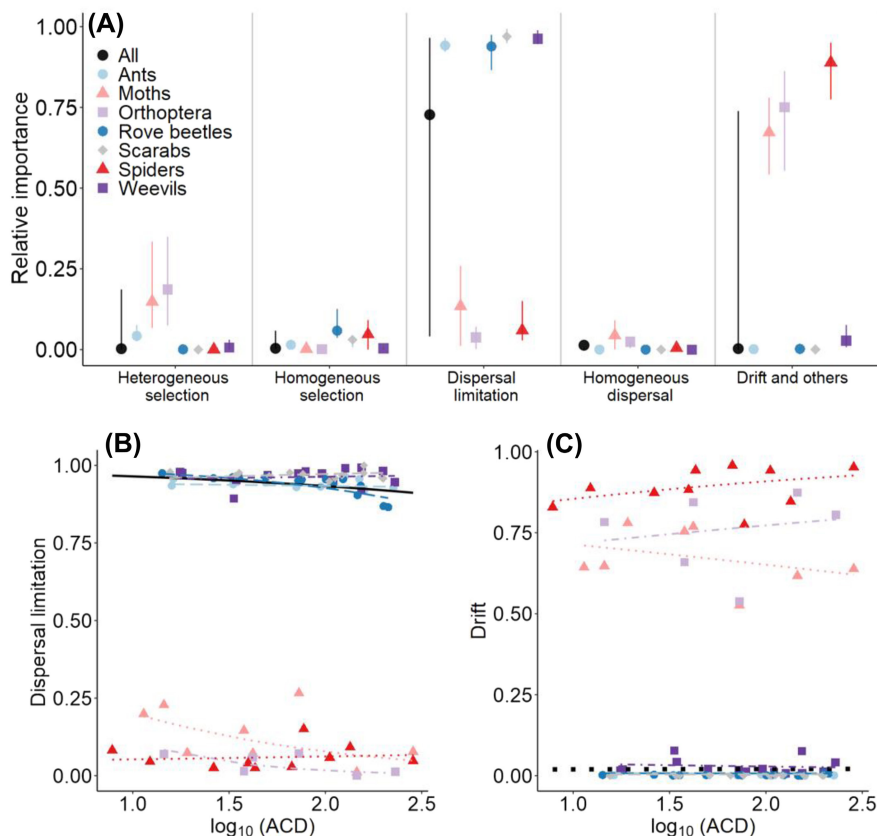 (A)
Relative importance
1.00
0.75
0.50
0.25
0.00
All
Ants
Moths
Orthoptera
Rove beetles
Scarabs
Spiders
Weevils
Heterogeneous
selection
Homogeneous
selection
Dispersal
limitation
Homogeneous
dispersal
Drift and others
(B)
Dispersal limitation
1.00
0.75
0.50
0.25
0.00
1.0
1.5
2.0
2.5
log10 (ACD)
(C)
Drift
1.00
0.75
0.50
0.25
0.00
1.0
1.5
2.0
2.5
log10 (ACD)